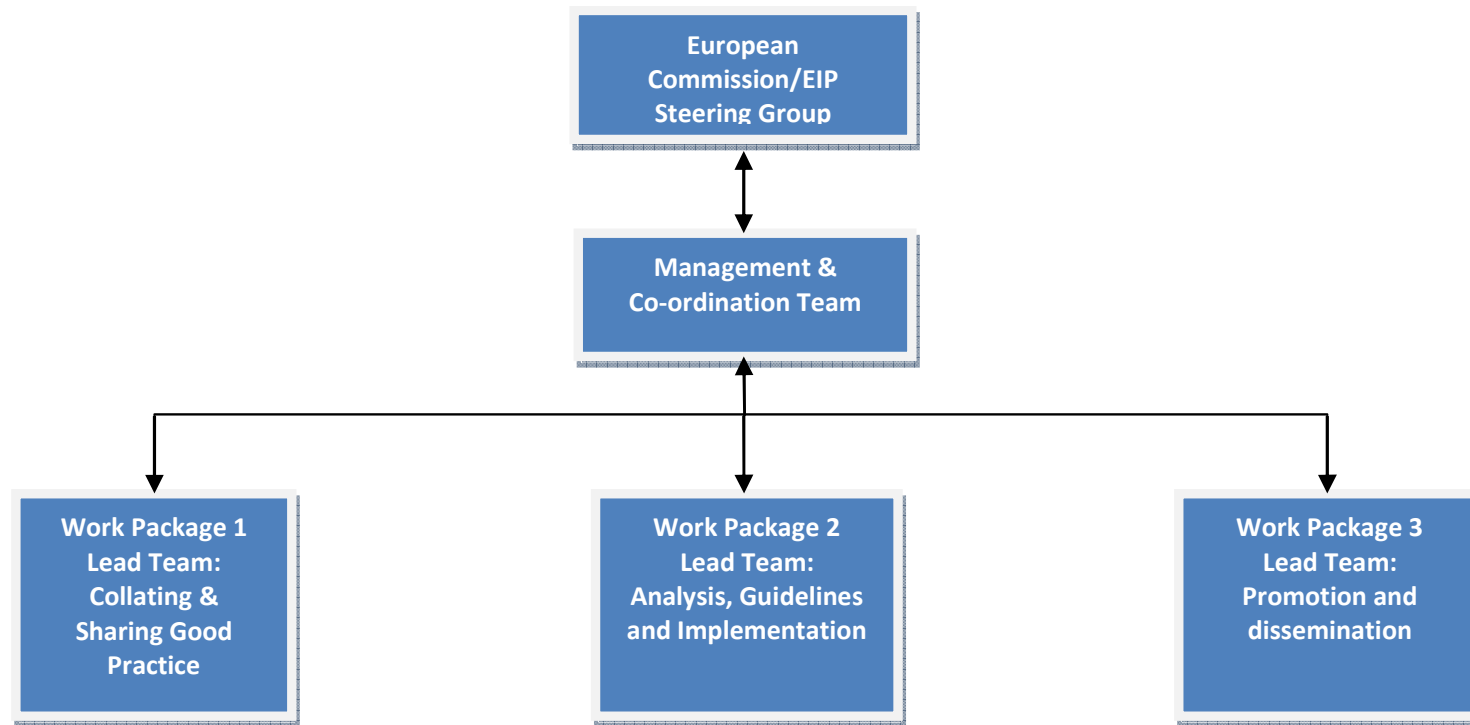 European
Commission/EIP
Steering Group
Management &
Co-ordination Team
Work Package 1
Lead Team:
Collating &
Sharing Good
Practice
Work Package 2
Lead Team:
Analysis, Guidelines
and Implementation
Work Package 3
Lead Team:
Promotion and
dissemination